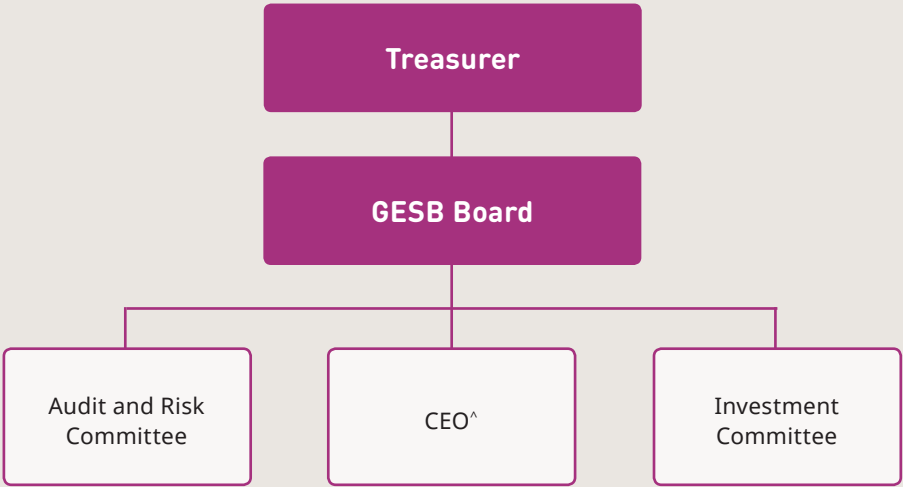 Treasurer
GESB Board
Audit and Risk
Committee
CEO^
Investment
Committee